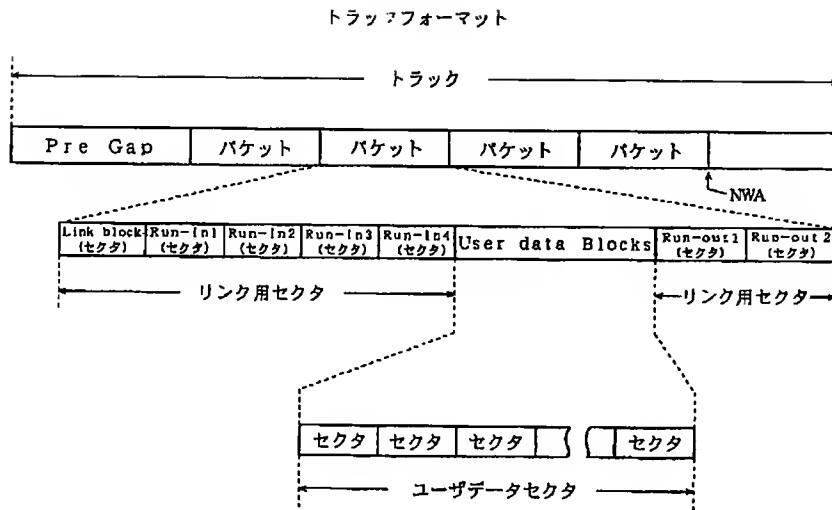 トラックフォーマット
トラック
Pre Gap パケット パケット パケット パケット
NWA
Link block (セクタ) Run-in1 (セクタ) Run-in2 (セクタ) Run-in3 (セクタ) Run-in4 (セクタ) User data Blocks Run-out1 (セクタ) Run-out2 (セクタ)
リンク用セクタ リンク用セクタ
セクタ セクタ セクタ セクタ
ユーザデータセクタ